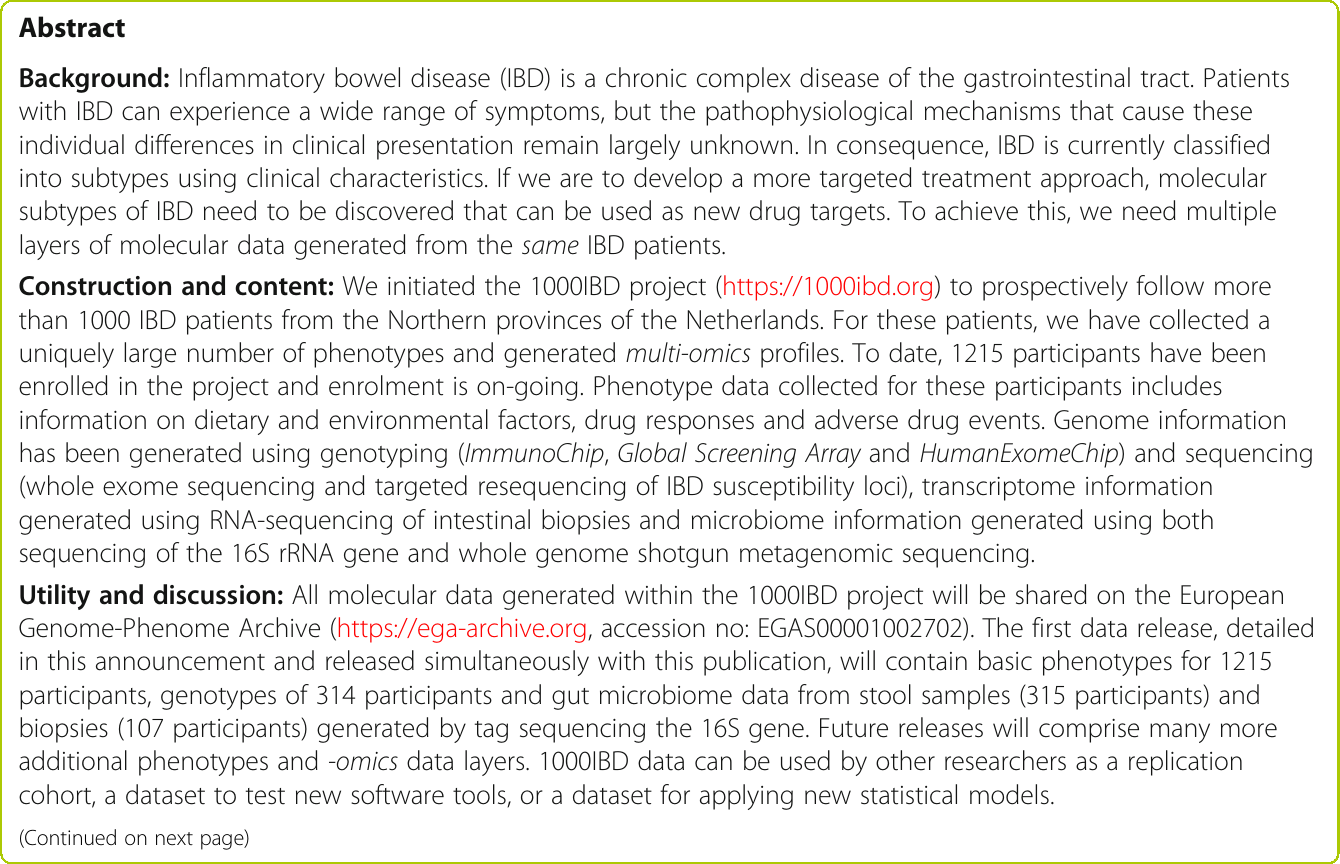 Abstract
Background: Inflammatory bowel disease (IBD) is a chronic complex disease of the gastrointestinal tract. Patients
with IBD can experience a wide range of symptoms, but the pathophysiological mechanisms that cause these
individual differences in clinical presentation remain largely unknown. In consequence, IBD is currently classified
into subtypes using clinical characteristics. If we are to develop a more targeted treatment approach, molecular
subtypes of IBD need to be discovered that can be used as new drug targets. To achieve this, we need multiple
layers of molecular data generated from the same IBD patients.
Construction and content: We initiated the 1000IBD project (https://1000ibd.org) to prospectively follow more
than 1000 IBD patients from the Northern provinces of the Netherlands. For these patients, we have collected a
uniquely large number of phenotypes and generated multi-omics profiles. To date, 1215 participants have been
enrolled in the project and enrolment is on-going. Phenotype data collected for these participants includes
information on dietary and environmental factors, drug responses and adverse drug events. Genome information
has been generated using genotyping (ImmunoChip, Global Screening Array and HumanExomeChip) and sequencing
(whole exome sequencing and targeted resequencing of IBD susceptibility loci), transcriptome information
generated using RNA-sequencing of intestinal biopsies and microbiome information generated using both
sequencing of the 16S rRNA gene and whole genome shotgun metagenomic sequencing.
Utility and discussion: All molecular data generated within the 1000IBD project will be shared on the European
Genome-Phenome Archive (https://ega-archive.org, accession no: EGAS00001002702). The first data release, detailed
in this announcement and released simultaneously with this publication, will contain basic phenotypes for 1215
participants, genotypes of 314 participants and gut microbiome data from stool samples (315 participants) and
biopsies (107 participants) generated by tag sequencing the 16S gene. Future releases will comprise many more
additional phenotypes and -omics data layers. 1000IBD data can be used by other researchers as a replication
cohort, a dataset to test new software tools, or a dataset for applying new statistical models.
(Continued on next page)